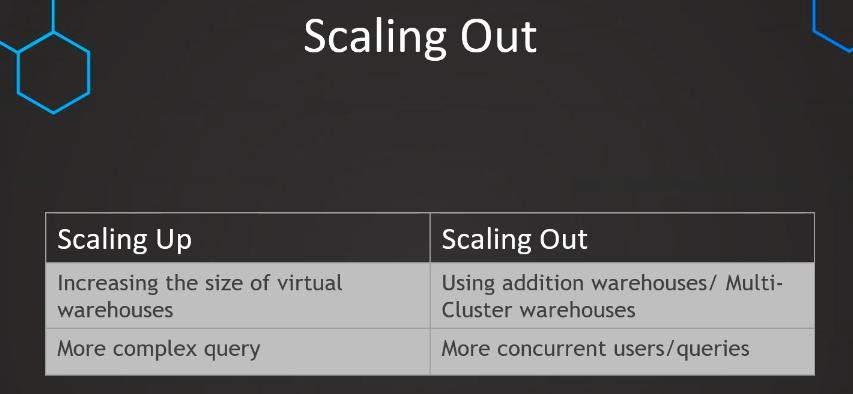 Scaling Out
Scaling Up
Scaling Out
Increasing the size of virtual
warehouses
Using addition warehouses/ Multi-
Cluster warehouses
More complex query
More concurrent users/queries